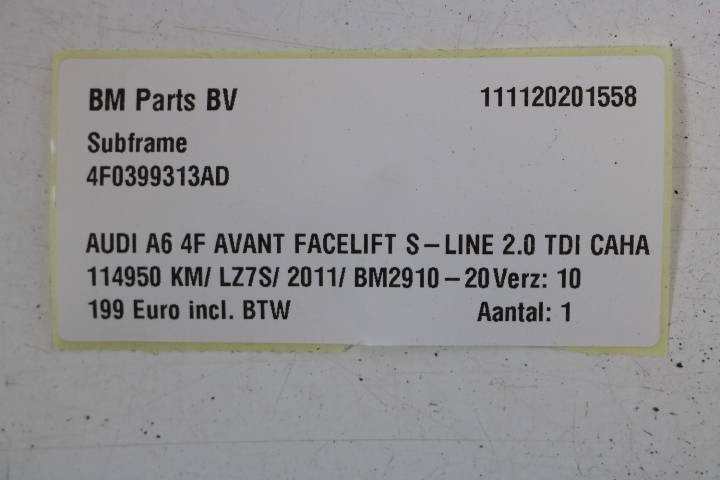 BM Parts BV 111120201558
Subframe
4F0399313AD
AUDI A6 4F AVANT FACELIFT S-LINE 2.0 TDI CAHA
114950 KM/ LZ7S/ 2011/ BM2910-20Verz: 10
199 Euro incl. BTW Aantal: 1